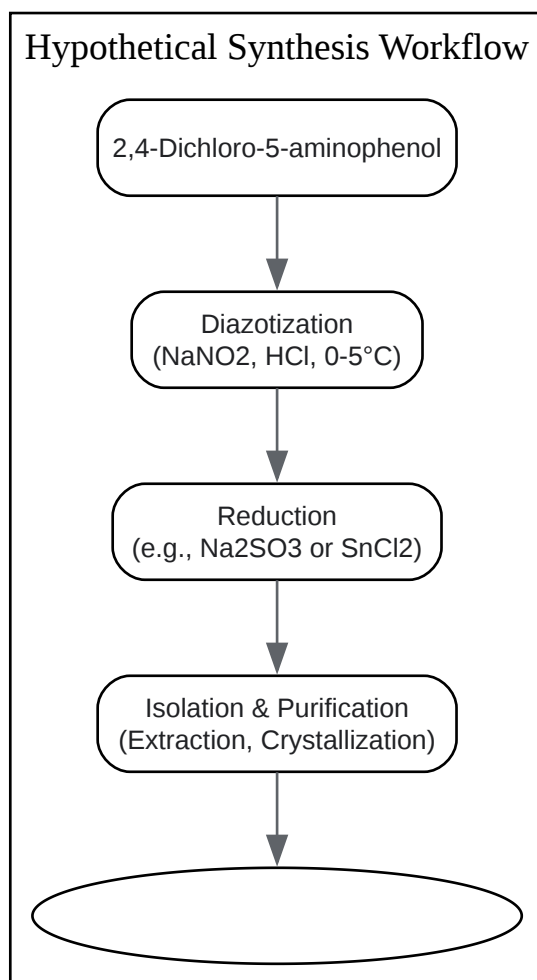 Hypothetical Synthesis Workflow
2,4-Dichloro-5-aminophenol
Diazotization
(NaNO2, HCl, 0-5°C)
Reduction
(e.g., Na2SO3 or SnCl2)
Isolation & Purification
(Extraction, Crystallization)